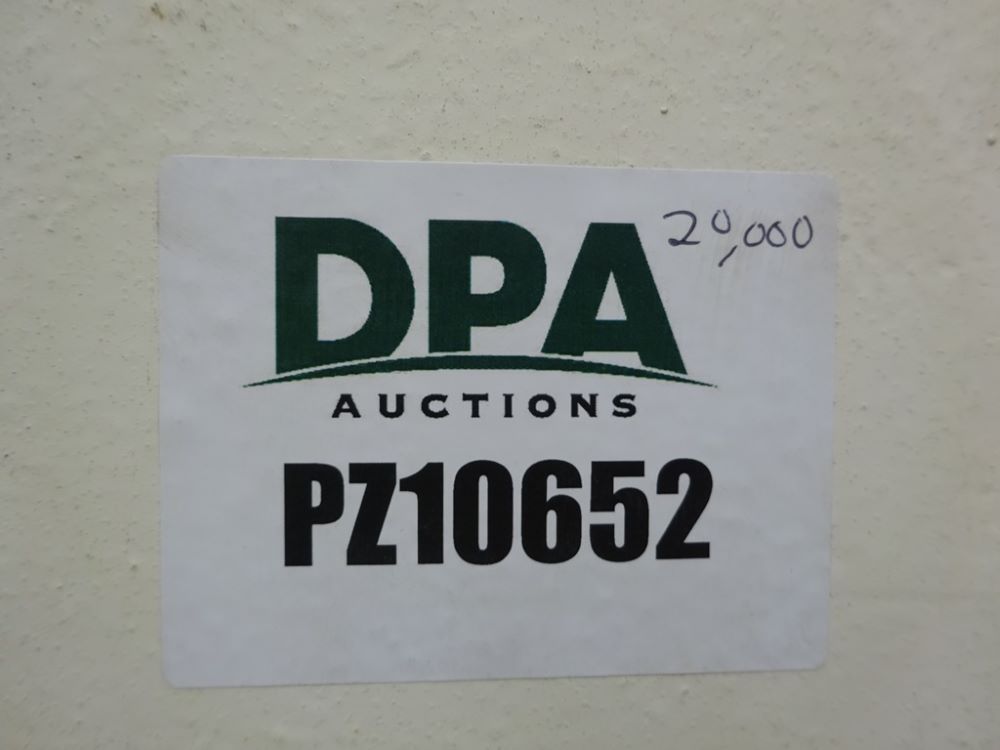 DPA 20,000
AUCTIONS
PZ10652